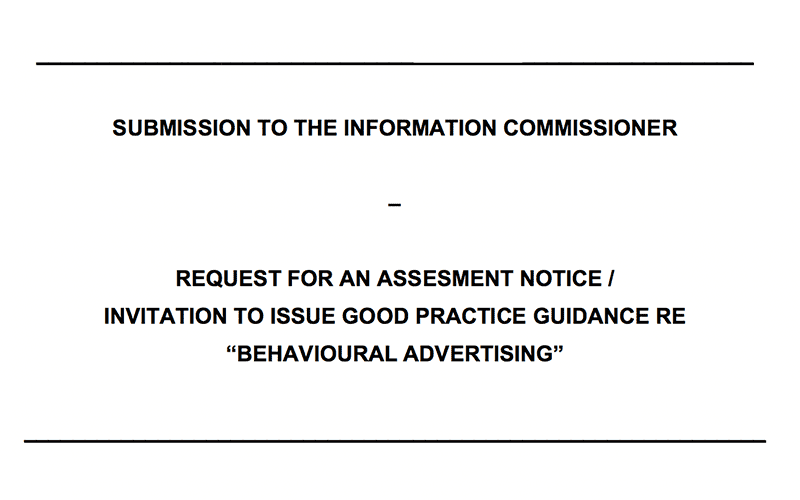 SUBMISSION TO THE INFORMATION COMMISSIONER
–
REQUEST FOR AN ASSESMENT NOTICE /
INVITATION TO ISSUE GOOD PRACTICE GUIDANCE RE
“BEHAVIOURAL ADVERTISING”